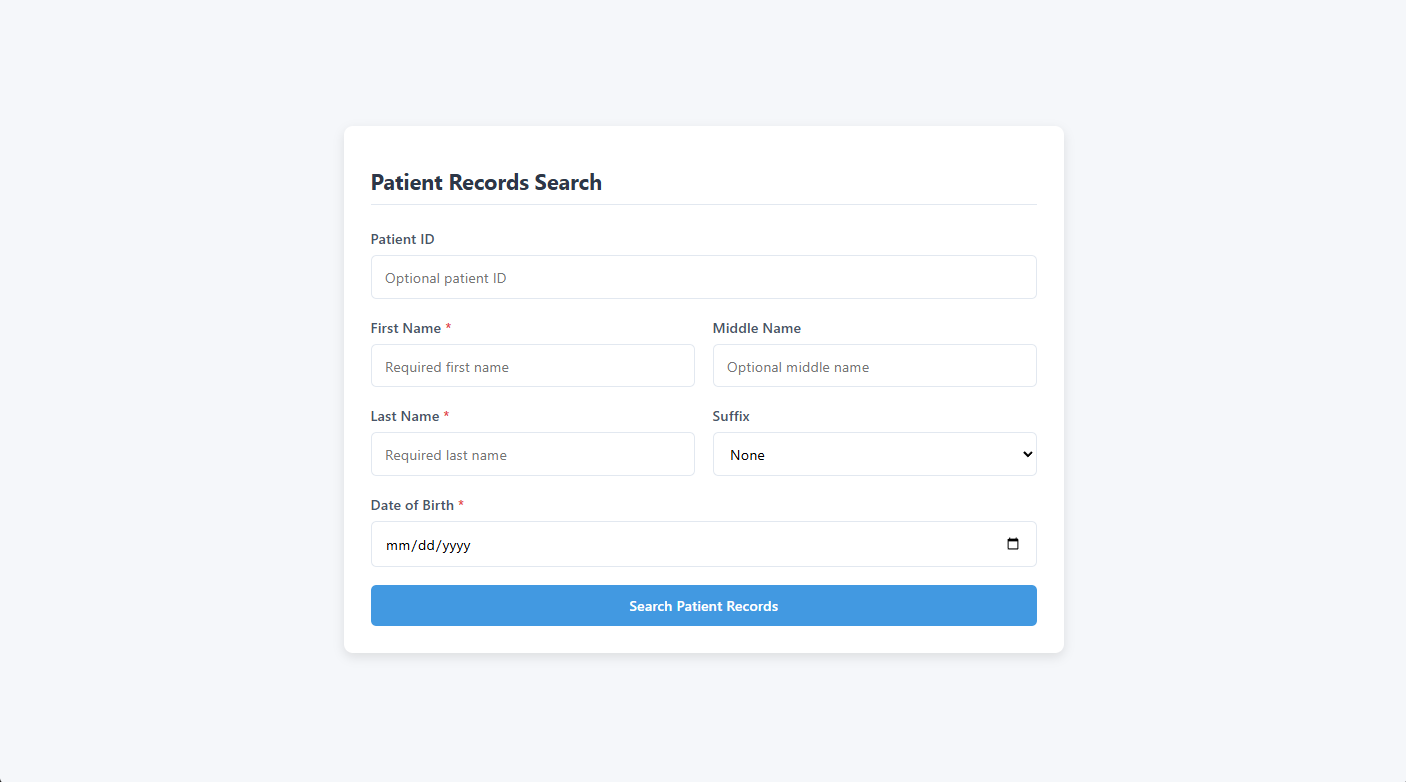 Patient Records Search
Patient ID
Optional patient ID
First Name * Middle Name
Required first name Optional middle name
Last Name * Suffix
Required last name None
Date of Birth *
mm/dd/yyyy
Search Patient Records